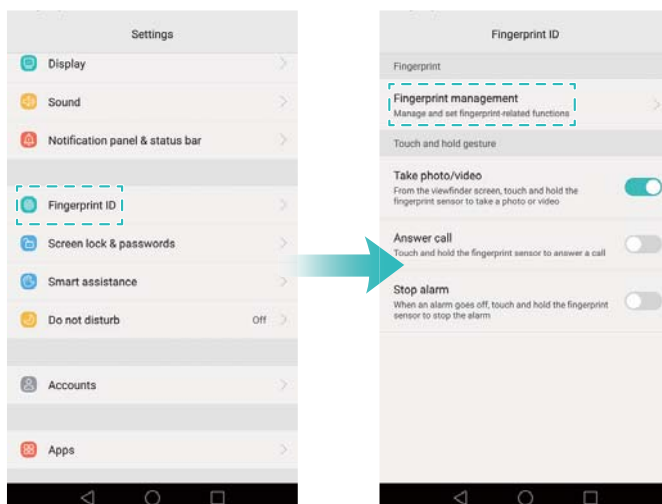 Settings
Display
Sound
Notification panel & status bar
Fingerprint ID
Screen lock & passwords
Smart assistance
Do not disturb
Off
Accounts
Apps
Fingerprint ID
Fingerprint
Fingerprint management
Manage and set fingerprint-related functions
Touch and hold gesture
Take photo/video
From the viewfinder screen, touch and hold the
fingerprint sensor to take a photo or video
Answer call
Touch and hold the fingerprint sensor to answer a call
Stop alarm
When an alarm goes off, touch and hold the fingerprint
sensor to stop the alarm